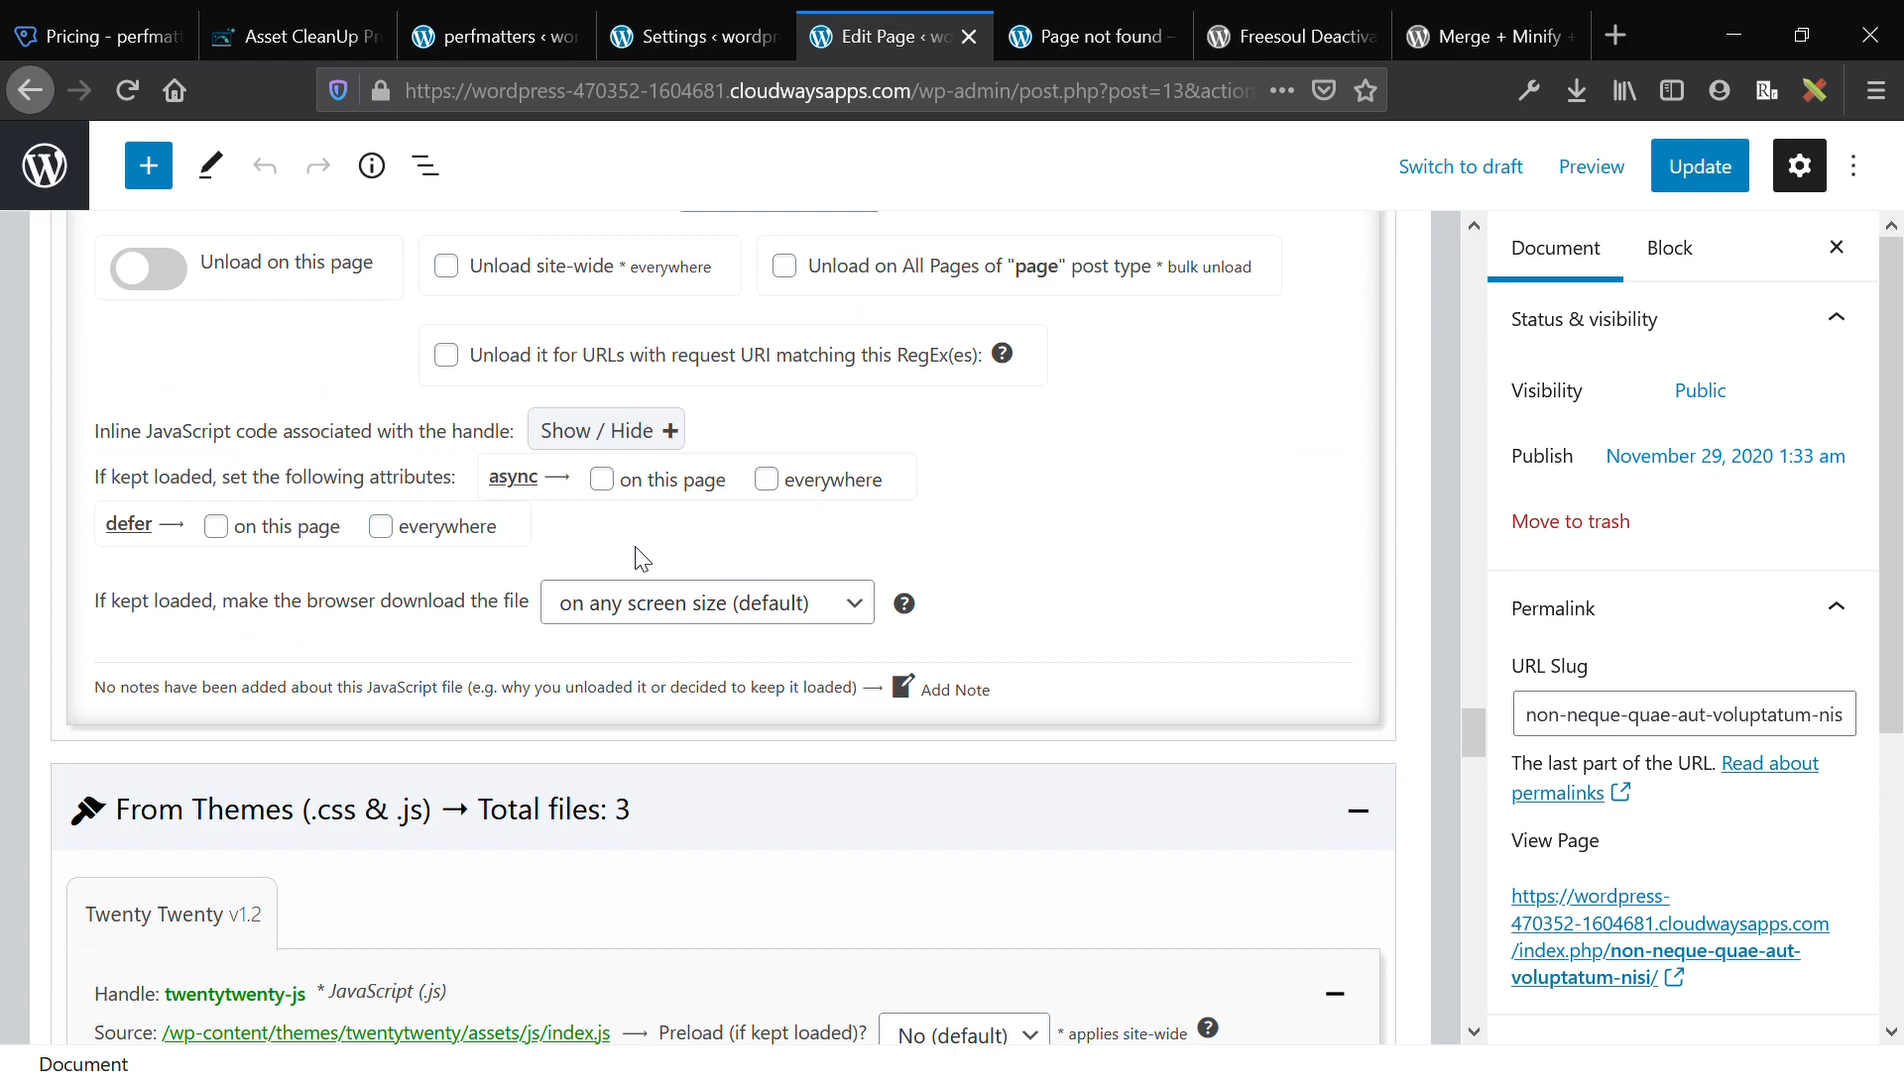 Pricing - perfmatt
Asset CleanUp Pr
perfmatters ‹ wor
Settings ‹ wordpr
Edit Page ‹ wo
Page not found –
Freesoul Deactiva
Merge + Minify +
https://wordpress-470352-1604681.cloudwaysapps.com/wp-admin/post.php?post=13&action
Switch to draft
Preview
Update
Unload on this page
Unload site-wide * everywhere
Unload on All Pages of "page" post type * bulk unload
Unload it for URLs with request URI matching this RegEx(es):
Inline JavaScript code associated with the handle: Show / Hide +
If kept loaded, set the following attributes: async → on this page everywhere
defer → on this page everywhere
If kept loaded, make the browser download the file on any screen size (default)
No notes have been added about this JavaScript file (e.g. why you unloaded it or decided to keep it loaded) → Add Note
From Themes (.css & .js) → Total files: 3
Twenty Twenty v1.2
Handle: twentytwenty-js * JavaScript (.js)
Source: /wp-content/themes/twentytwenty/assets/js/index.js → Preload (if kept loaded)? No (default) * applies site-wide
Document
Document Block
Status & visibility
Visibility Public
Publish November 29, 2020 1:33 am
Move to trash
Permalink
URL Slug
non-neque-quae-aut-voluptatum-nis
The last part of the URL. Read about
permalinks
View Page
https://wordpress-
470352-1604681.cloudwaysapps.com
/index.php/non-neque-quae-aut-
voluptatum-nisi/